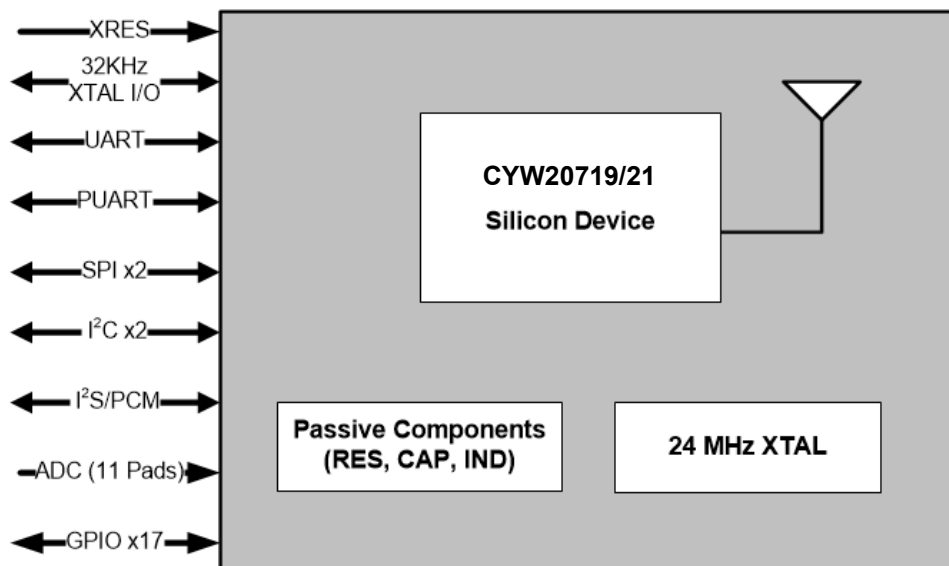 XRES
32KHz
XTAL I/O
UART
PUART
SPI x2
I²C x2
I²S/PCM
ADC (11 Pads)
GPIO x17
CYW20719/21
Silicon Device
Passive Components
(RES, CAP, IND)
24 MHz XTAL